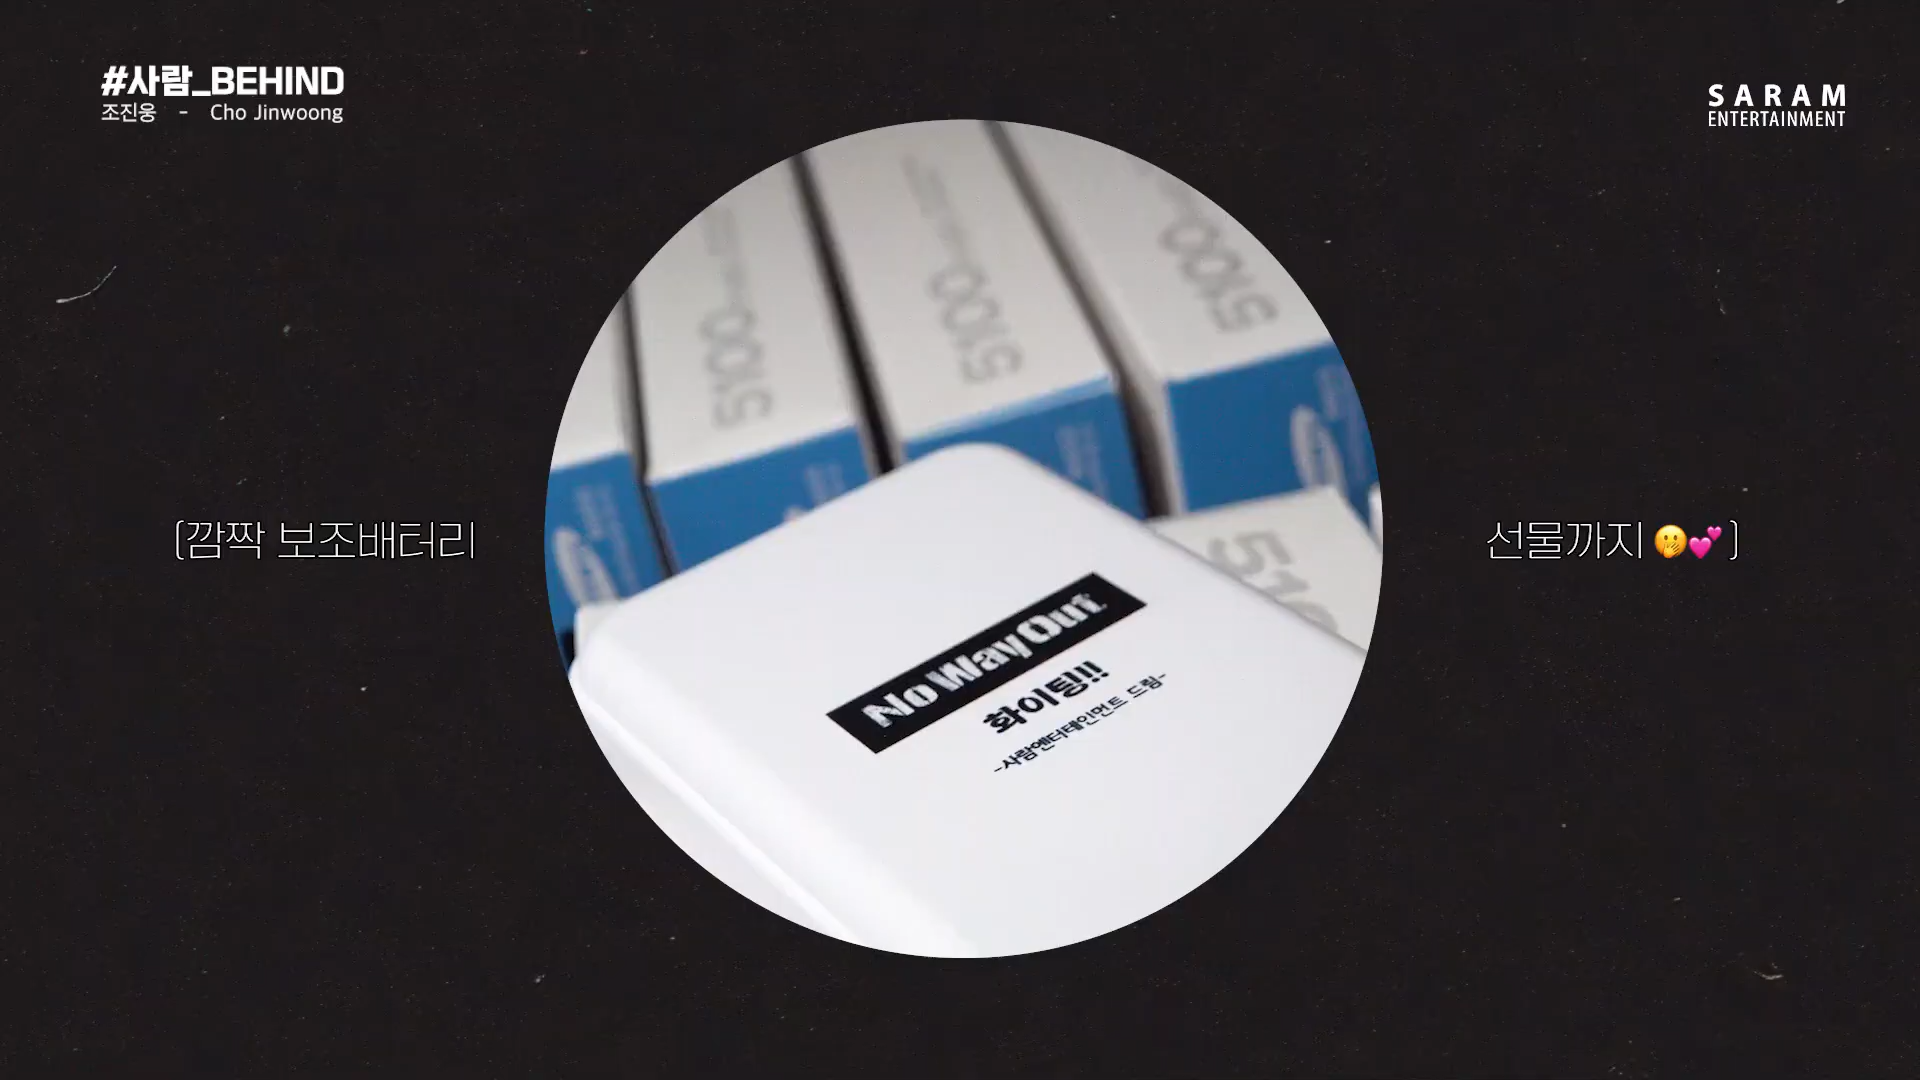 #사람_BEHIND
조진웅 - Cho Jinwoong
SARAM
ENTERTAINMENT
5100
5100
5100
[깜짝 보조배터리
선물까지🤭💕]
No Way Out
화이팅!!
-사람엔터테인먼트 드림-